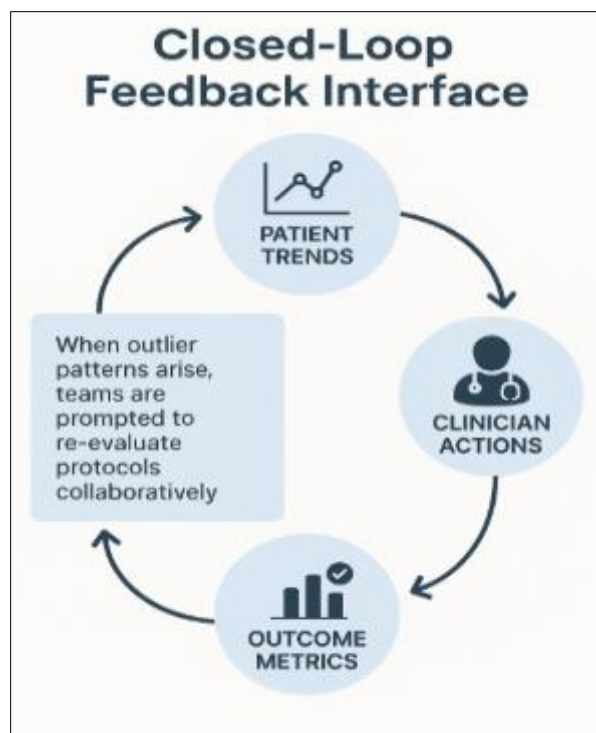 Closed-Loop
Feedback Interface
PATIENT
TRENDS
CLINICIAN
ACTIONS
OUTCOME
METRICS
When outlier
patterns arise,
teams are
prompted to
re-evaluate
protocols
collaboratively